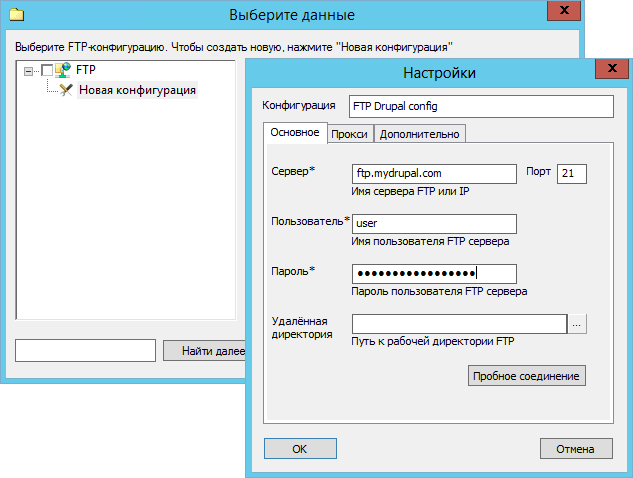 Выберите данные
Выберите FTP-конфигурацию. Чтобы создать новую, нажмите "Новая конфигурация"
FTP
Новая конфигурация
Найти далее
Настройки
Конфигурация FTP Drupal config
Основное Прокси Дополнительно
Сервер* ftp.mydrupal.com Порт 21
Имя сервера FTP или IP
Пользователь* user
Имя пользователя FTP сервера
Пароль* •••••••••••••••••
Пароль пользователя FTP сервера
Удалённая
директория ...
Путь к рабочей директории FTP
Пробное соединение
OK Отмена